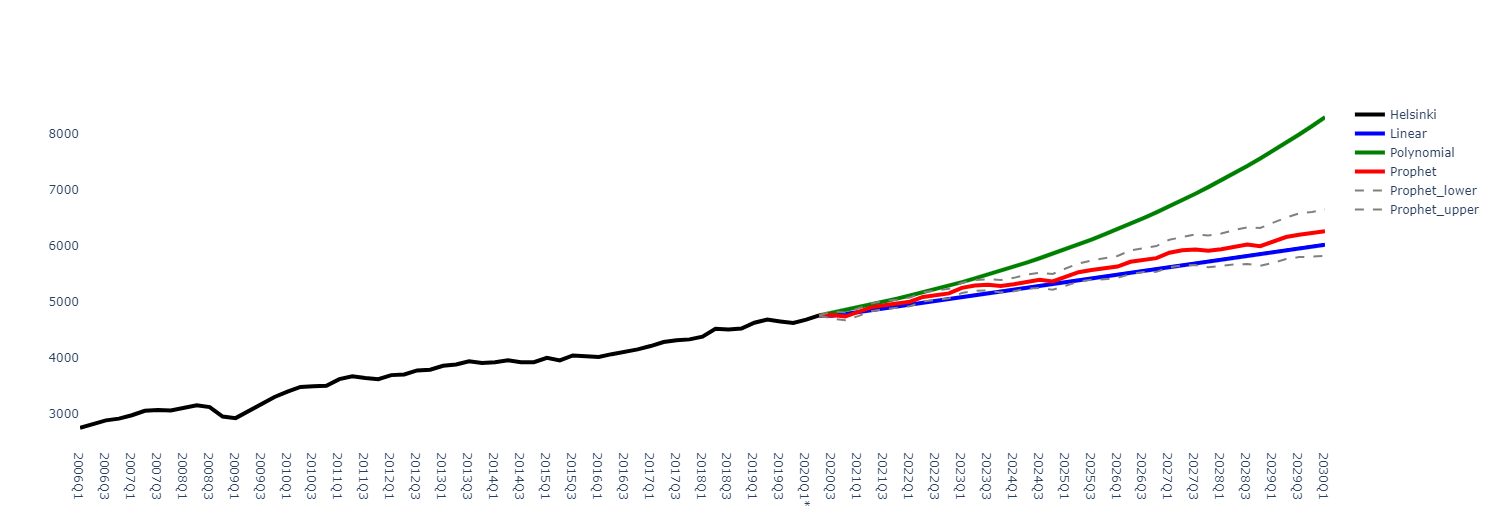 8000
7000
6000
5000
4000
3000
2006Q1
2006Q3
2007Q1
2007Q3
2008Q1
2008Q3
2009Q1
2009Q3
2010Q1
2010Q3
2011Q1
2011Q3
2012Q1
2012Q3
2013Q1
2013Q3
2014Q1
2014Q3
2015Q1
2015Q3
2016Q1
2016Q3
2017Q1
2017Q3
2018Q1
2018Q3
2019Q1
2019Q3
2020Q1*
2020Q3
2021Q1
2021Q3
2022Q1
2022Q3
2023Q1
2023Q3
2024Q1
2024Q3
2025Q1
2025Q3
2026Q1
2026Q3
2027Q1
2027Q3
2028Q1
2028Q3
2029Q1
2029Q3
2030Q1
Helsinki
Linear
Polynomial
Prophet
Prophet_lower
Prophet_upper